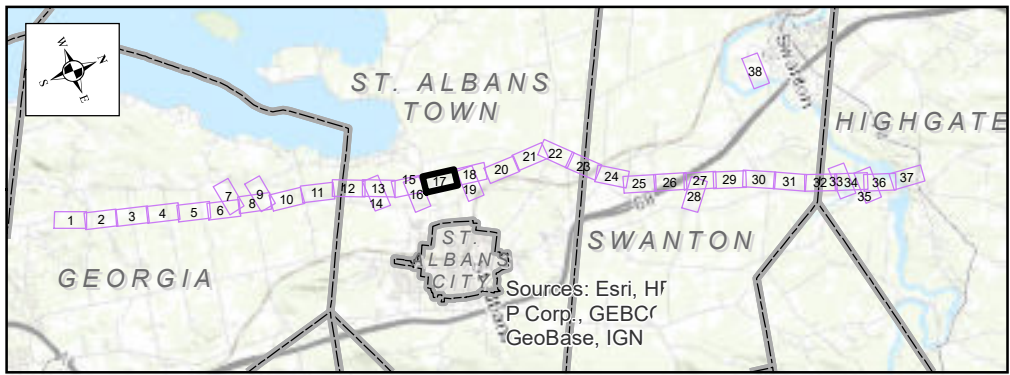 W
N
S
E
ST. ALBANS
TOWN
HIGHGATE
Swanton
38
1 2 3 4 5 6 7 8 9 10 11 12 13 14 15 16 17 18 19 20 21 22 23 24 25 26 27 28 29 30 31 32 33 34 35 36 37
GEORGIA
ST.
ALBANS
CITY
SWANTON
Sources: Esri, HE
P Corp., GEBC
GeoBase, IGN